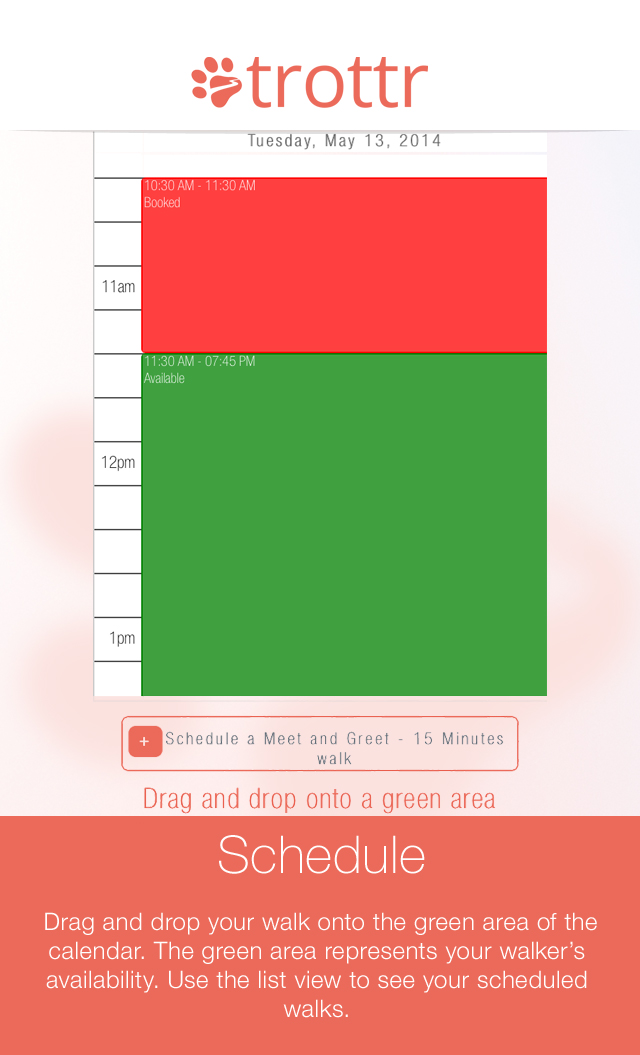 trottr
Tuesday, May 13, 2014
10:30 AM - 11:30 AM
Booked
11am
11:30 AM - 07:45 PM
Available
12pm
1pm
+ Schedule a Meet and Greet - 15 Minutes
walk
Drag and drop onto a green area
Schedule
Drag and drop your walk onto the green area of the
calendar. The green area represents your walker’s
availability. Use the list view to see your scheduled
walks.